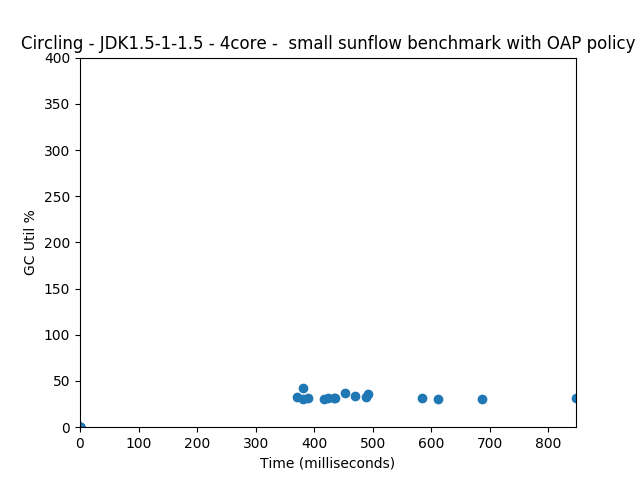 Circling - JDK1.5-1-1.5 - 4core -  small sunflow benchmark with OAP policy
400
350
300
250
200
150
100
50
0
GC Util %
0 100 200 300 400 500 600 700 800
Time (milliseconds)